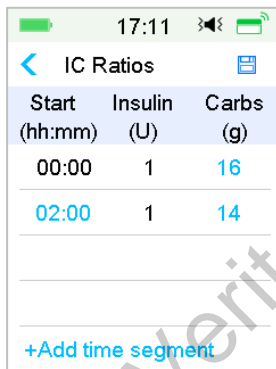 17:11
IC Ratios
Start Insulin Carbs
(hh:mm) (U) (g)
00:00 1 16
02:00 1 14
+Add time segment